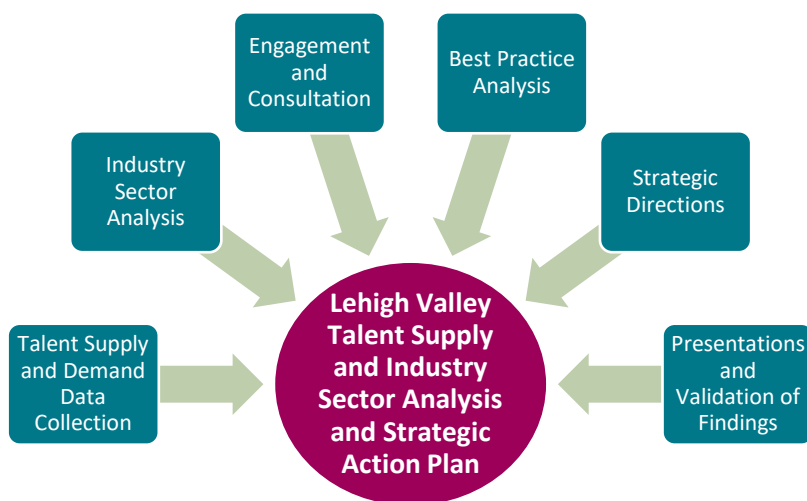 Engagement
and
Consultation
Best Practice
Analysis
Industry
Sector
Analysis
Strategic
Directions
Talent Supply
and Demand
Data
Collection
Lehigh Valley
Talent Supply
and Industry
Sector Analysis
and Strategic
Action Plan
Presentations
and
Validation of
Findings